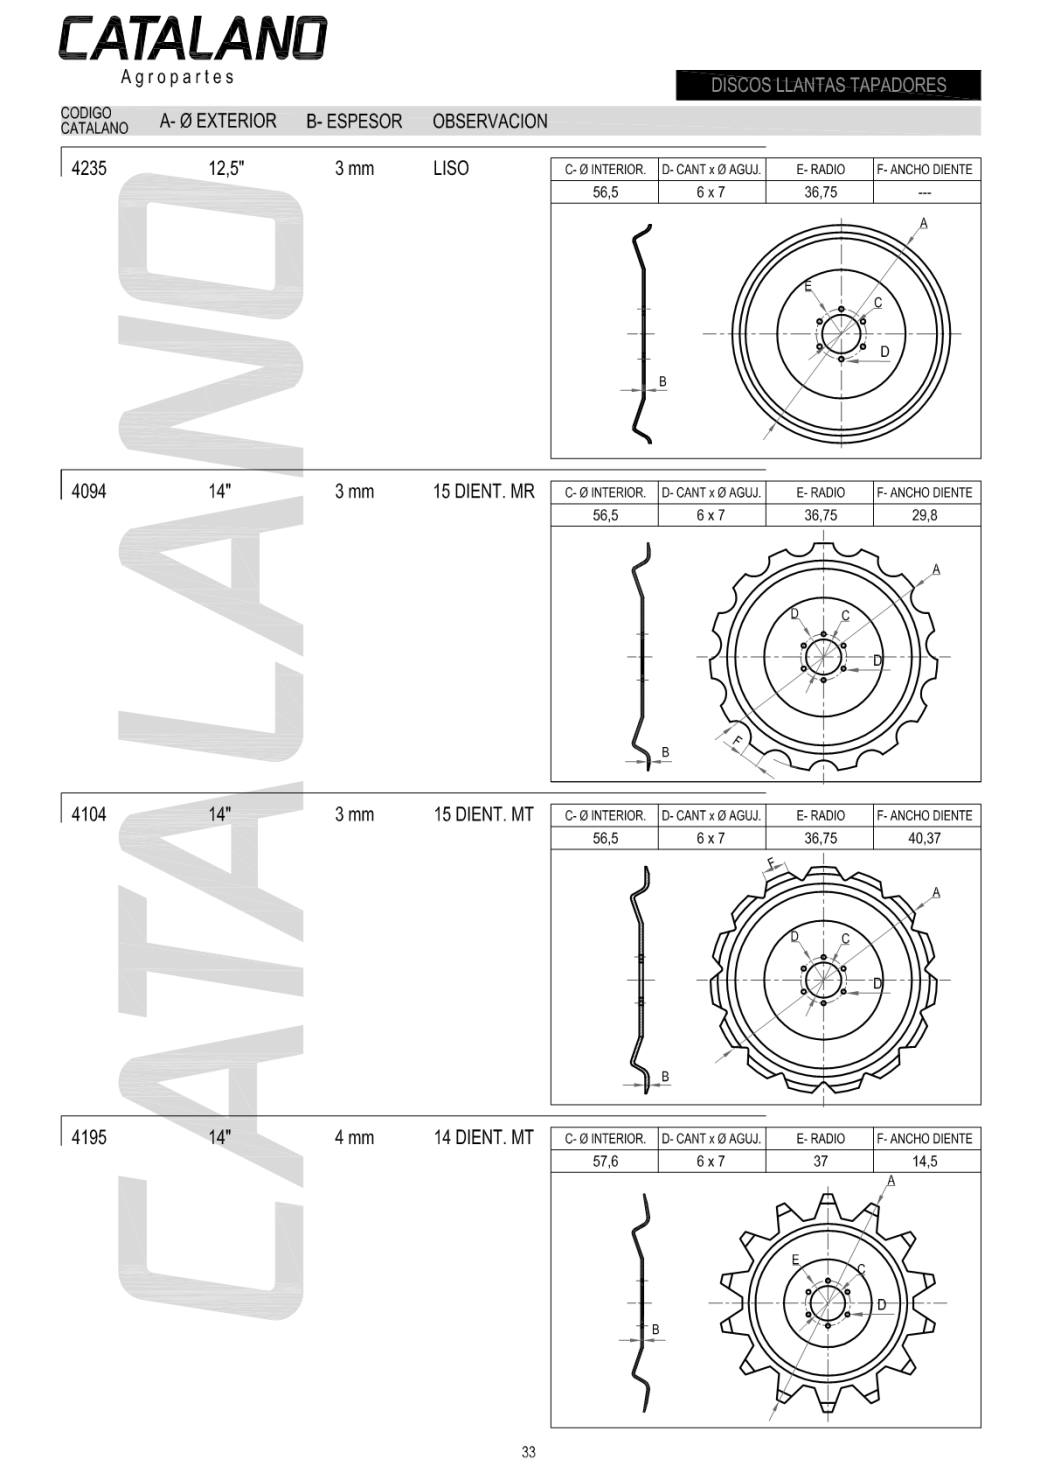 CATALANO
Agropartes
DISCOS LLANTAS TAPADORES
CODIGO CATALANO A- Ø EXTERIOR B- ESPESOR OBSERVACION
4235 12,5" 3 mm LISO
C- Ø INTERIOR. D- CANT x Ø AGUJ. E- RADIO F- ANCHO DIENTE
56,5 6 x 7 36,75 ---
A
E
C
D
B
4094 14" 3 mm 15 DIENT. MR
C- Ø INTERIOR. D- CANT x Ø AGUJ. E- RADIO F- ANCHO DIENTE
56,5 6 x 7 36,75 29,8
A
D C
D
F
B
4104 14" 3 mm 15 DIENT. MT
C- Ø INTERIOR. D- CANT x Ø AGUJ. E- RADIO F- ANCHO DIENTE
56,5 6 x 7 36,75 40,37
F
A
D C
D
B
4195 14" 4 mm 14 DIENT. MT
C- Ø INTERIOR. D- CANT x Ø AGUJ. E- RADIO F- ANCHO DIENTE
57,6 6 x 7 37 14,5
A
E
C
D
B
CATALANO
33